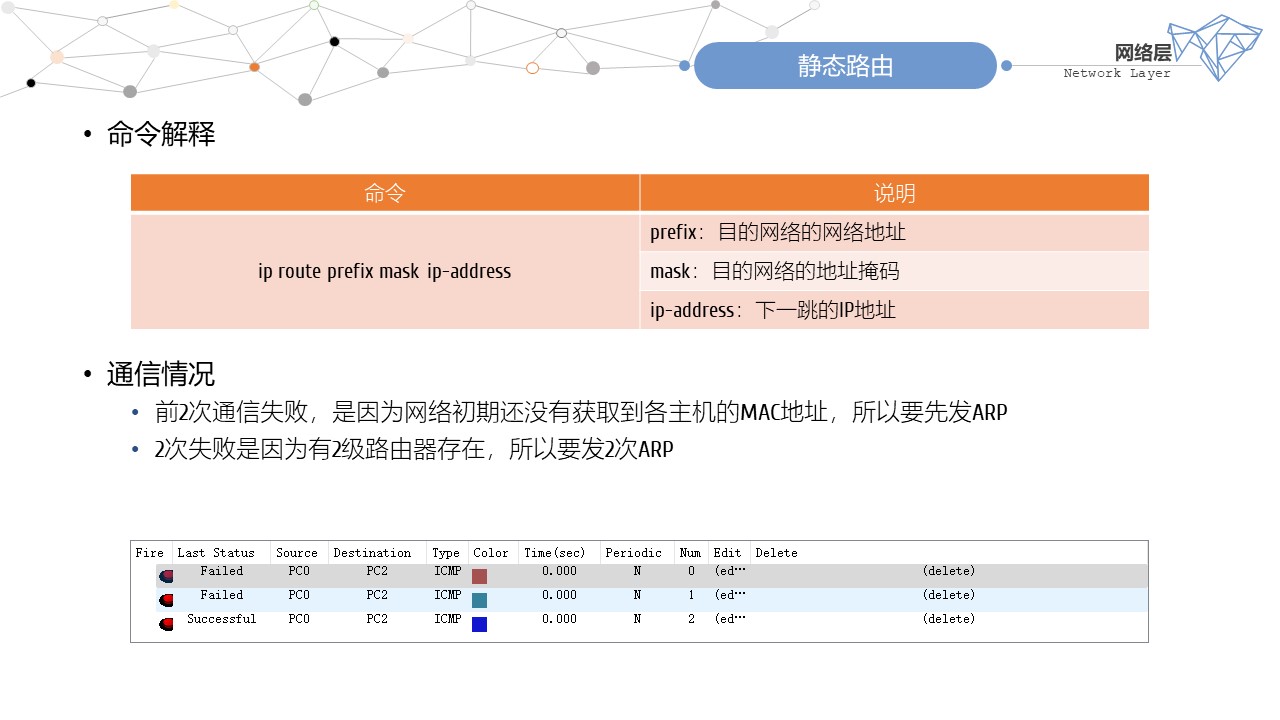 静态路由
网络层
Network Layer
• 命令解释
命令 说明
ip route prefix mask ip-address
prefix：目的网络的网络地址
mask：目的网络的地址掩码
ip-address：下一跳的IP地址
• 通信情况
• 前2次通信失败，是因为网络初期还没有获取到各主机的MAC地址，所以要先发ARP
• 2次失败是因为有2级路由器存在，所以要发2次ARP
Fire Last Status Source Destination Type Color Time(sec) Periodic Num Edit Delete
Failed PC0 PC2 ICMP 0.000 N 0 (ed··· (delete)
Failed PC0 PC2 ICMP 0.000 N 1 (ed··· (delete)
Successful PC0 PC2 ICMP 0.000 N 2 (ed··· (delete)